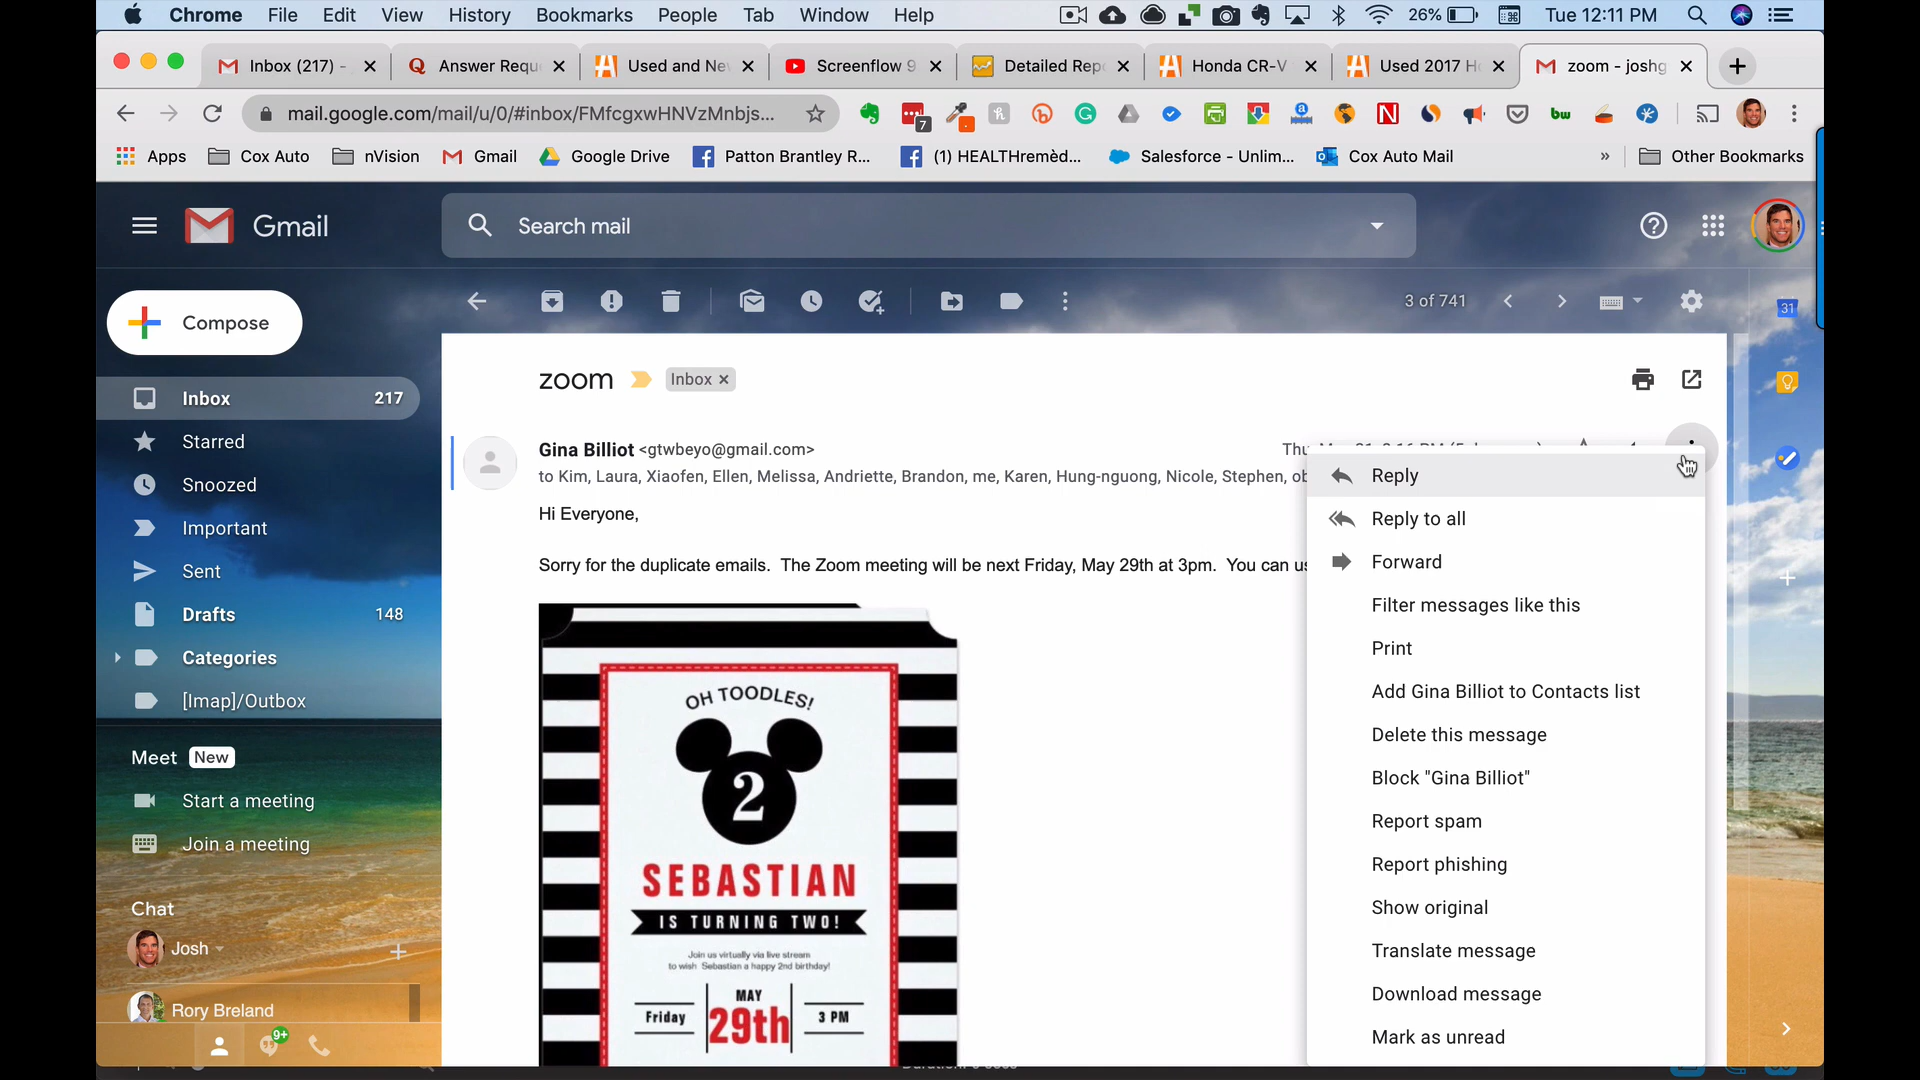 Chrome File Edit View History Bookmarks People Tab Window Help 26% Tue 12:11 PM
Inbox (217) - Answer Requ Used and Ne Screenflow 9 Detailed Rep Honda CR-V Used 2017 H zoom - joshg
mail.google.com/mail/u/0/#inbox/FMfcgxwHNVzMnbjs... 7 bw
Apps Cox Auto nVision Gmail Google Drive Patton Brantley R... (1) HEALTHremèd... Salesforce - Unlim... Cox Auto Mail » Other Bookmarks
Gmail Search mail
3 of 741
Compose
31
zoom Inbox
Inbox 217
Starred
Gina Billiot <gtwbeyo@gmail.com>
to Kim, Laura, Xiaofen, Ellen, Melissa, Andriette, Brandon, me, Karen, Hung-nguong, Nicole, Stephen, ob
Snoozed
Hi Everyone,
Important
Sorry for the duplicate emails. The Zoom meeting will be next Friday, May 29th at 3pm. You can us
Sent
Drafts 148
Categories
[Imap]/Outbox
Meet New
Start a meeting
Join a meeting
Chat
Josh
Rory Breland
9+
OH TOODLES!
2
SEBASTIAN
IS TURNING TWO!
Join us virtually via live stream
to wish Sebastian a happy 2nd birthday!
MAY
Friday 29th 3 PM
Reply
Reply to all
Forward
Filter messages like this
Print
Add Gina Billiot to Contacts list
Delete this message
Block "Gina Billiot"
Report spam
Report phishing
Show original
Translate message
Download message
Mark as unread